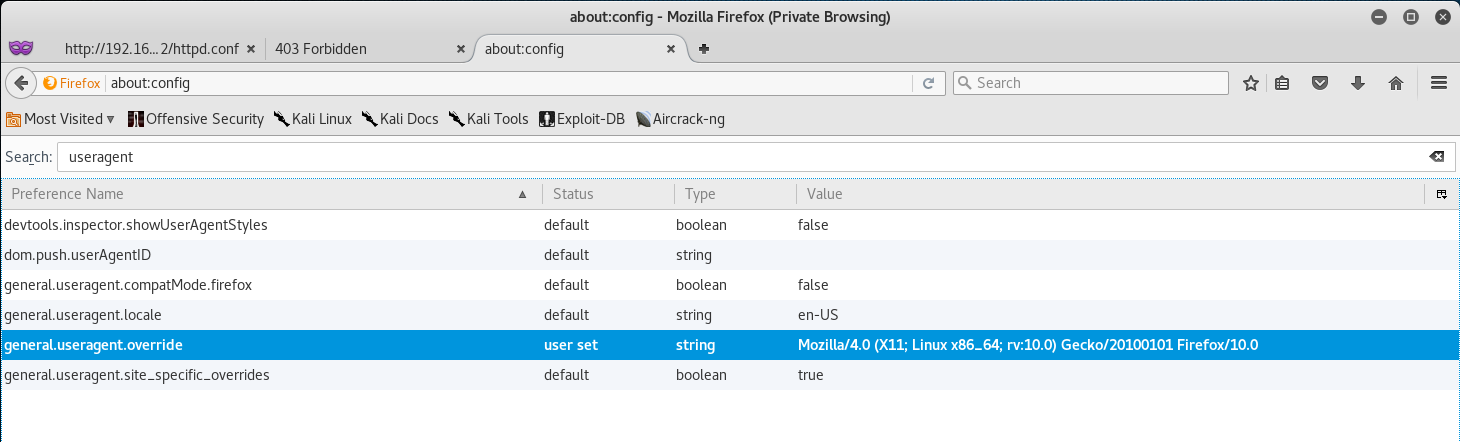 about:config - Mozilla Firefox (Private Browsing)
http://192.16...2/httpd.conf 403 Forbidden about:config
Firefox about:config Search
Most Visited Offensive Security Kali Linux Kali Docs Kali Tools Exploit-DB Aircrack-ng
Search: useragent
Preference Name Status Type Value
devtools.inspector.showUserAgentStyles default boolean false
dom.push.userAgentID default string
general.useragent.compatMode.firefox default boolean false
general.useragent.locale default string en-US
general.useragent.override user set string Mozilla/4.0 (X11; Linux x86_64; rv:10.0) Gecko/20100101 Firefox/10.0
general.useragent.site_specific_overrides default boolean true